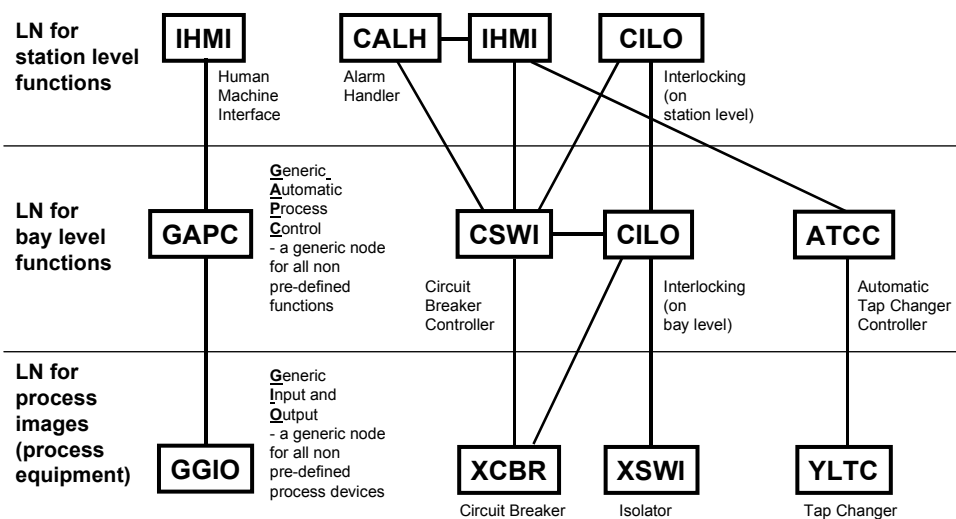 LN for
station level
functions
IHMI
Human
Machine
Interface
CALH
Alarm
Handler
IHMI
CILO
Interlocking
(on
station level)
LN for
bay level
functions
GAPC
Generic
Automatic
Process
Control
- a generic node
for all non
pre-defined
functions
CSWI
Circuit
Breaker
Controller
CILO
Interlocking
(on
bay level)
ATCC
Automatic
Tap Changer
Controller
LN for
process
images
(process
equipment)
GGIO
Generic
Input and
Output
- a generic node
for all non
pre-defined
process devices
XCBR
Circuit Breaker
XSWI
Isolator
YLTC
Tap Changer